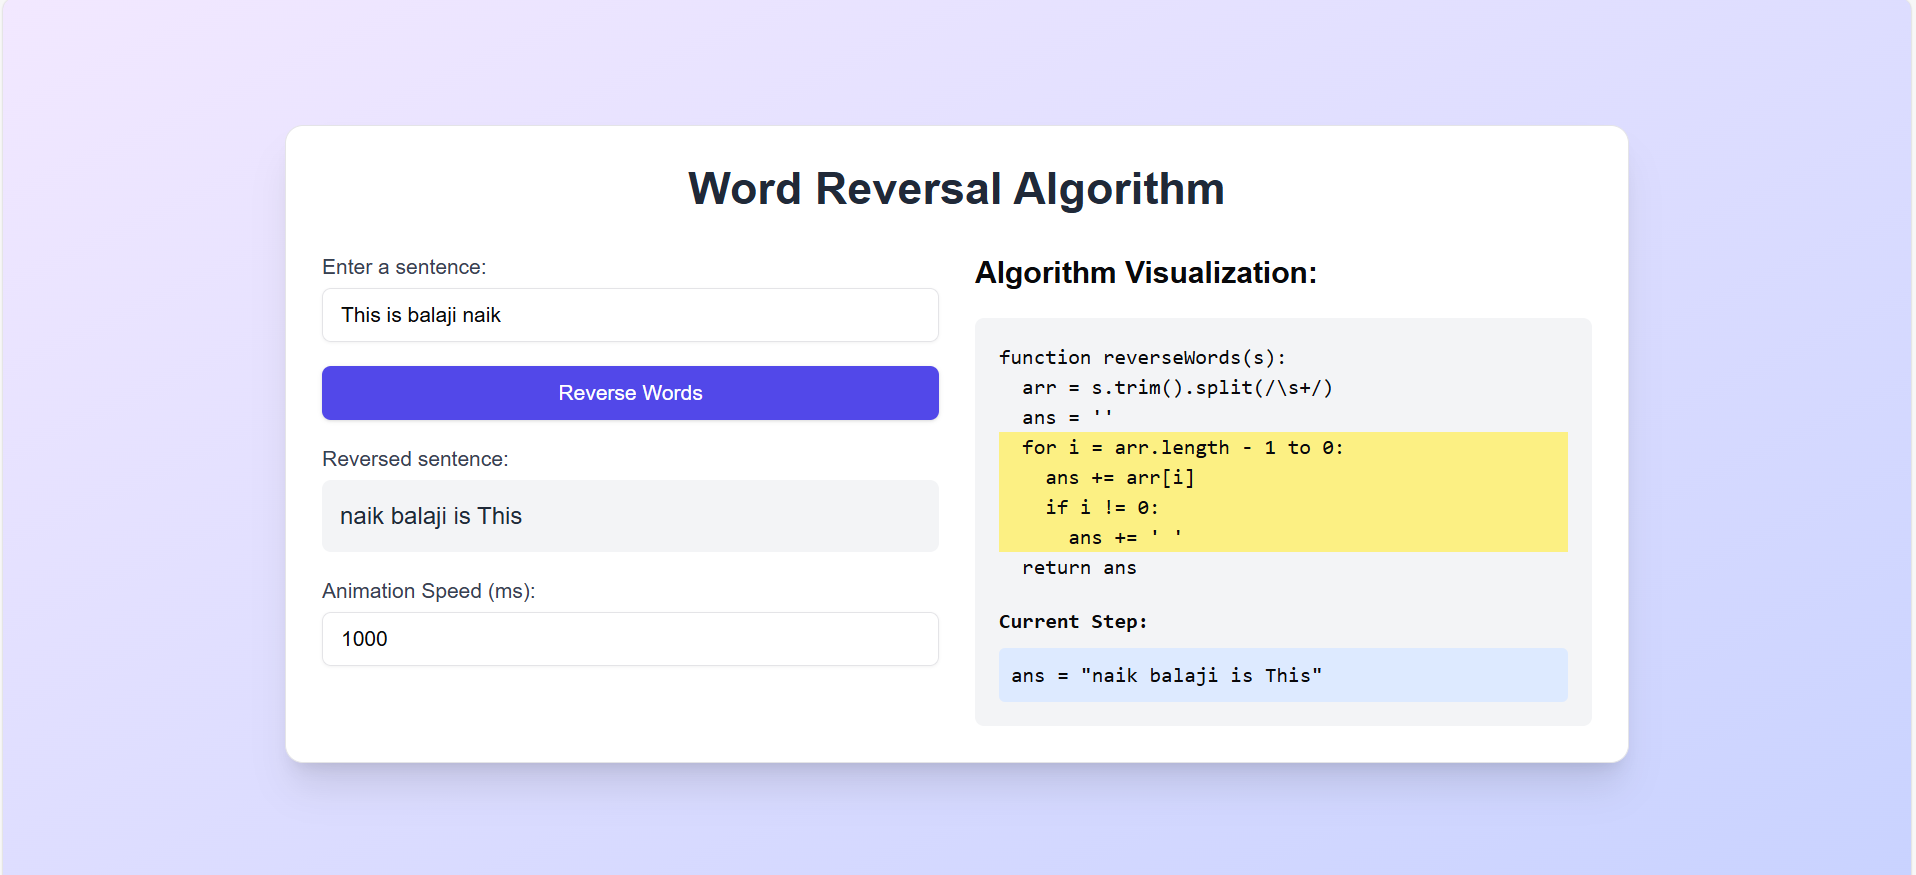 Word Reversal Algorithm
Enter a sentence:
This is balaji naik
Reverse Words
Reversed sentence:
naik balaji is This
Animation Speed (ms):
1000
Algorithm Visualization:
function reverseWords(s):
  arr = s.trim().split(/\s+/)
  ans = ''
  for i = arr.length - 1 to 0:
    ans += arr[i]
    if i != 0:
      ans += ' '
  return ans
Current Step:
ans = "naik balaji is This"